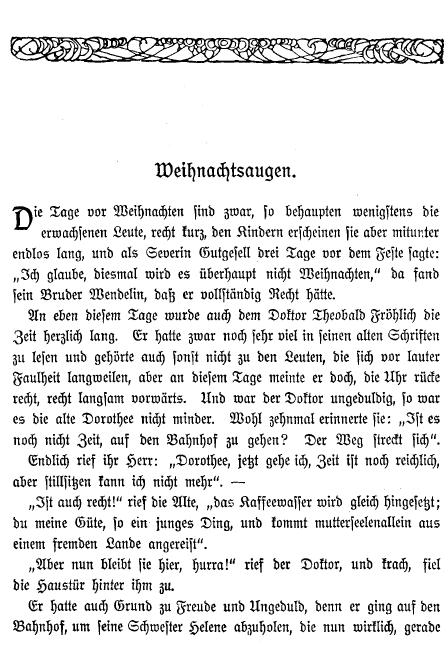 Weihnachtsaugen.
Die Tage vor Weihnachten sind zwar, so behaupten wenigstens die
erwachsenen Leute, recht kurz, den Kindern erscheinen sie aber mitunter
endlos lang, und als Severin Gutgesell drei Tage vor dem Feste sagte:
„Ich glaube, diesmal wird es überhaupt nicht Weihnachten,“ da fand
sein Bruder Wendelin, daß er vollständig Recht hätte.
An eben diesem Tage wurde auch dem Doktor Theobald Fröhlich die
Zeit herzlich lang. Er hatte zwar noch sehr viel in seinen alten Schriften
zu lesen und gehörte auch sonst nicht zu den Leuten, die sich vor lauter
Faulheit langweilen, aber an diesem Tage meinte er doch, die Uhr rücke
recht, recht langsam vorwärts. Und war der Doktor ungeduldig, so war
es die alte Dorothee nicht minder. Wohl zehnmal erinnerte sie: „Ist es
noch nicht Zeit, auf den Bahnhof zu gehen? Der Weg streckt sich“.
Endlich rief ihr Herr: „Dorothee, jetzt gehe ich, Zeit ist noch reichlich,
aber stillsitzen kann ich nicht mehr“. —
„Ist auch recht!“ rief die Alte, „das Kaffeewasser wird gleich hingesetzt;
du meine Güte, so ein junges Ding, und kommt mutterseelenallein aus
einem fremden Lande angereist“.
„Aber nun bleibt sie hier, hurra!“ rief der Doktor, und krach, fiel
die Haustür hinter ihm zu.
Er hatte auch Grund zu Freude und Ungeduld, denn er ging auf den
Bahnhof, um seine Schwester Helene abzuholen, die nun wirklich, gerade